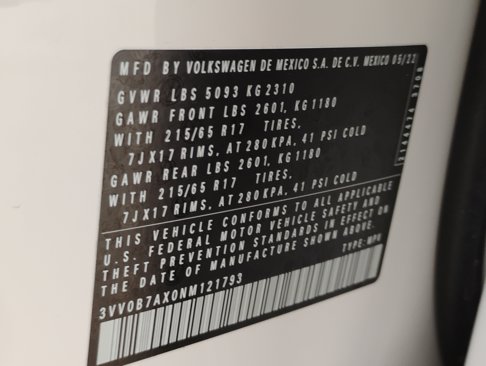 MFD BY VOLKSWAGEN DE MEXICO S.A. DE C.V. MEXICO 05/22
GVWR LBS 5093 KG 2310
GAWR FRONT LBS 2601, KG 1180
WITH 215/65 R17 TIRES.
7JX17 RIMS, AT 280 KPA, 41 PSI COLD
GAWR REAR LBS 2601, KG 1180
WITH 215/65 R17 TIRES.
7JX17 RIMS, AT 280 KPA, 41 PSI COLD
THIS VEHICLE CONFORMS TO ALL APPLICABLE
U.S. FEDERAL MOTOR VEHICLE SAFETY AND
THEFT PREVENTION STANDARDS IN EFFECT ON
THE DATE OF MANUFACTURE SHOWN ABOVE.
3VV0B7AX0NM121793 TYPE: MPV